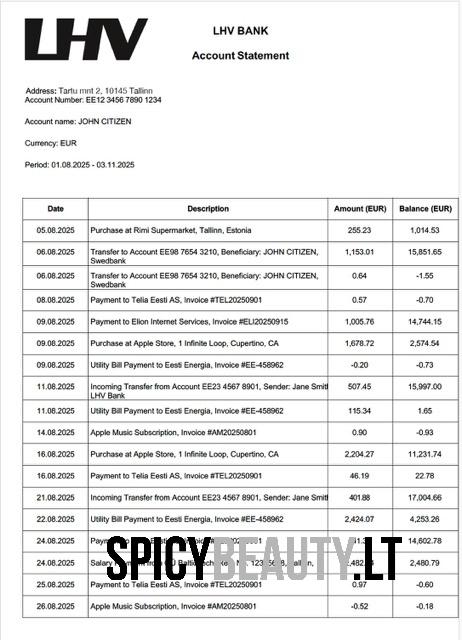 LHV
LHV BANK
Account Statement
Address: Tartu mnt 2, 10145 Tallinn
Account Number: EE12 3456 7890 1234
Account name: JOHN CITIZEN
Currency: EUR
Period: 01.08.2025 - 03.11.2025
Date Description Amount (EUR) Balance (EUR)
05.08.2025 Purchase at Rimi Supermarket, Tallinn, Estonia 255.23 1,014.53
06.08.2025 Transfer to Account EE98 7654 3210, Beneficiary: JOHN CITIZEN, 1,153.01 15,851.65
Swedbank
06.08.2025 Transfer to Account EE98 7654 3210, Beneficiary: JOHN CITIZEN, 0.64 -1.55
Swedbank
08.08.2025 Payment to Telia Eesti AS, Invoice #TEL20250901 0.57 -0.70
09.08.2025 Payment to Elion Internet Services, Invoice #ELI20250915 1,005.76 14,744.15
09.08.2025 Purchase at Apple Store, 1 Infinite Loop, Cupertino, CA 1,678.72 2,574.54
09.08.2025 Utility Bill Payment to Eesti Energia, Invoice #EE-458962 -0.20 -0.73
11.08.2025 Incoming Transfer from Account EE23 4567 8901, Sender: Jane Smit 507.45 15,997.00
LHV Bank
11.08.2025 Utility Bill Payment to Eesti Energia, Invoice #EE-458962 115.34 1.65
14.08.2025 Apple Music Subscription, Invoice #AM20250801 0.90 -0.93
16.08.2025 Purchase at Apple Store, 1 Infinite Loop, Cupertino, CA 2,204.27 11,231.74
16.08.2025 Payment to Telia Eesti AS, Invoice #TEL20250901 46.19 22.78
21.08.2025 Incoming Transfer from Account EE23 4567 8901, Sender: Jane Smit 401.88 17,004.66
22.08.2025 Utility Bill Payment to Eesti Energia, Invoice #EE-458962 2,424.07 4,253.26
24.08.2025 14,602.78
SPICYBEAUTY.LT
24.08.2025 Salary 2,480.79
25.08.2025 Payment to Telia Eesti AS, Invoice #TEL20250901 0.97 -0.60
26.08.2025 Apple Music Subscription, Invoice #AM20250801 -0.52 -0.18